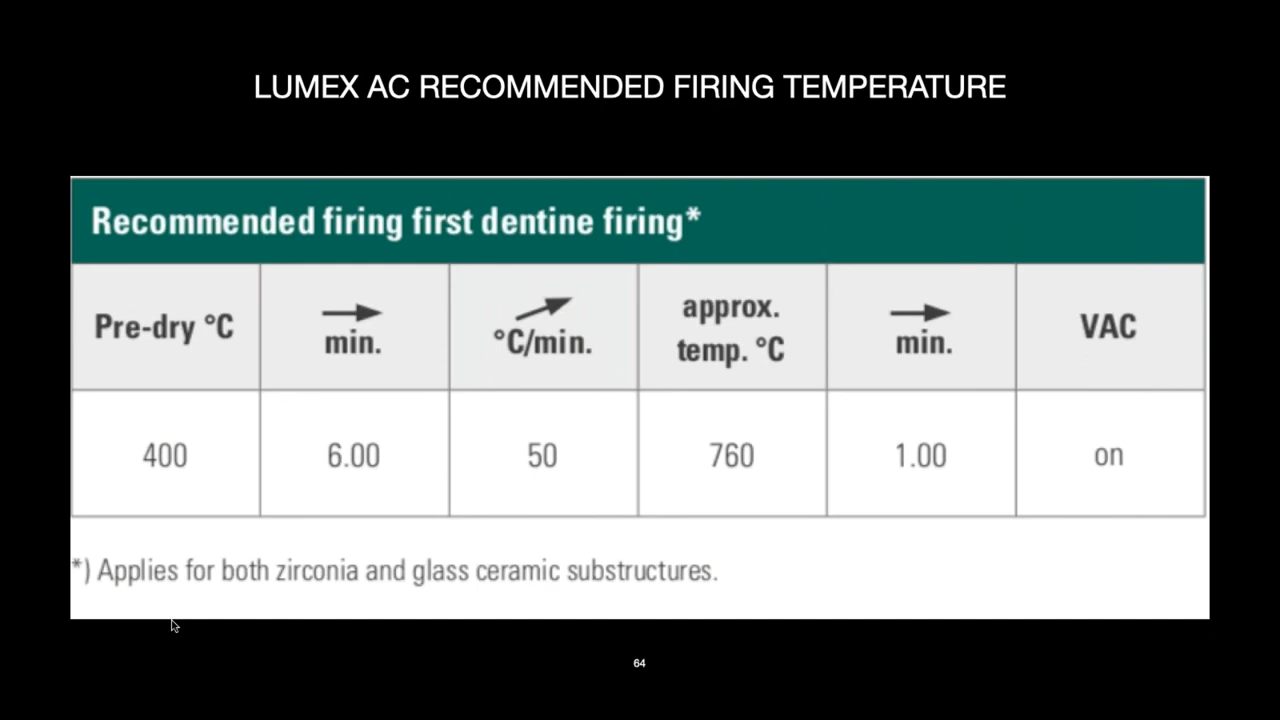 LUMEX AC RECOMMENDED FIRING TEMPERATURE
Recommended firing first dentine firing*
Pre-dry °C
min.
°C/min.
approx.
temp. °C
min.
VAC
400 6.00 50 760 1.00 on
*) Applies for both zirconia and glass ceramic substructures.
64